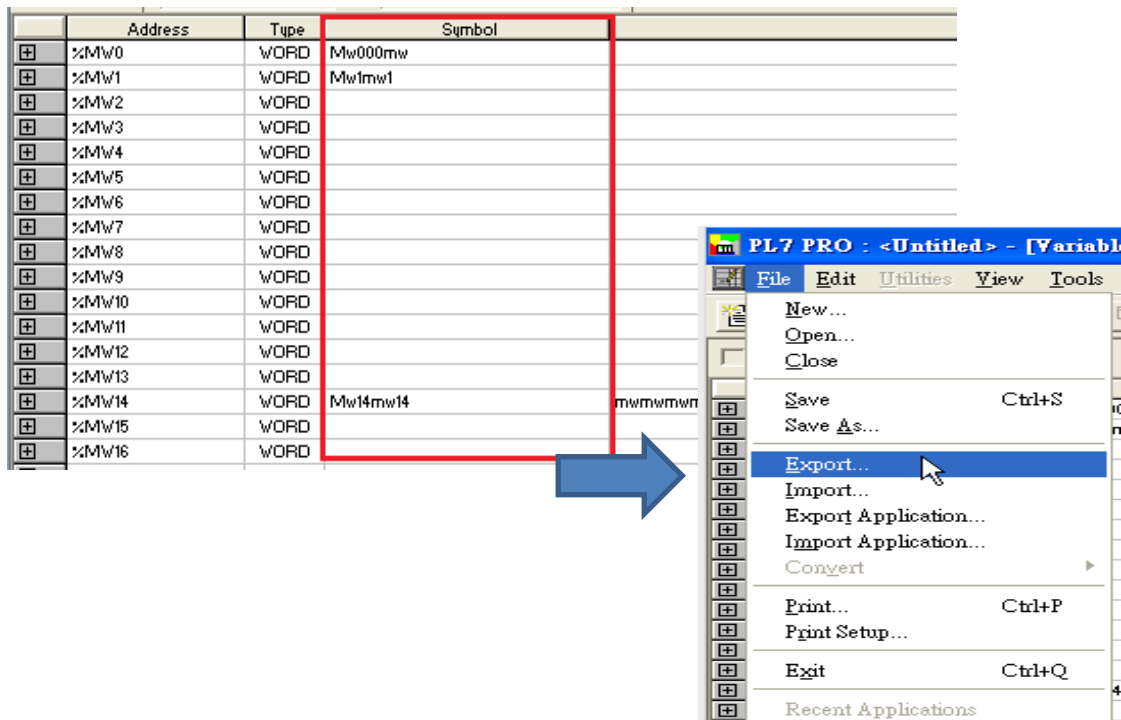 Address Type Symbol
%MW0 WORD Mw000mw
%MW1 WORD Mw1mw1
%MW2 WORD
%MW3 WORD
%MW4 WORD
%MW5 WORD
%MW6 WORD
%MW7 WORD
%MW8 WORD
%MW9 WORD
%MW10 WORD
%MW11 WORD
%MW12 WORD
%MW13 WORD
%MW14 WORD Mw14mw14
%MW15 WORD
%MW16 WORD
PL7 PRO : <Untitled> - [Variabl
File Edit Utilities View Tools
New...
Open...
Close
Save Ctrl+S
Save As...
Export...
Import...
Export Application...
Import Application...
Convert
Print... Ctrl+P
Print Setup...
Exit Ctrl+Q
Recent Applications